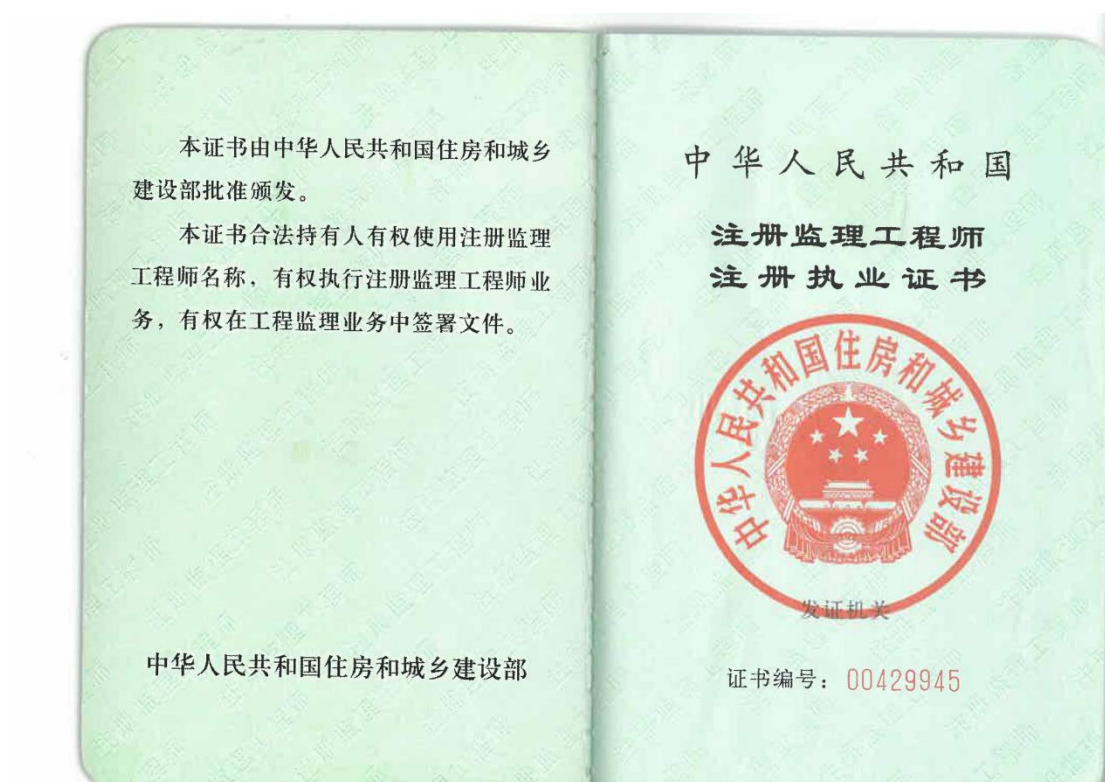 本证书由中华人民共和国住房和城乡
建设部批准颁发。
本证书合法持有人有权使用注册监理
工程师名称，有权执行注册监理工程师业
务，有权在工程监理业务中签署文件。
中华人民共和国住房和城乡建设部
中华人民共和国
注册监理工程师
注册执业证书
中华人民共和国住房和城乡建设部
发证机关
证书编号：00429945